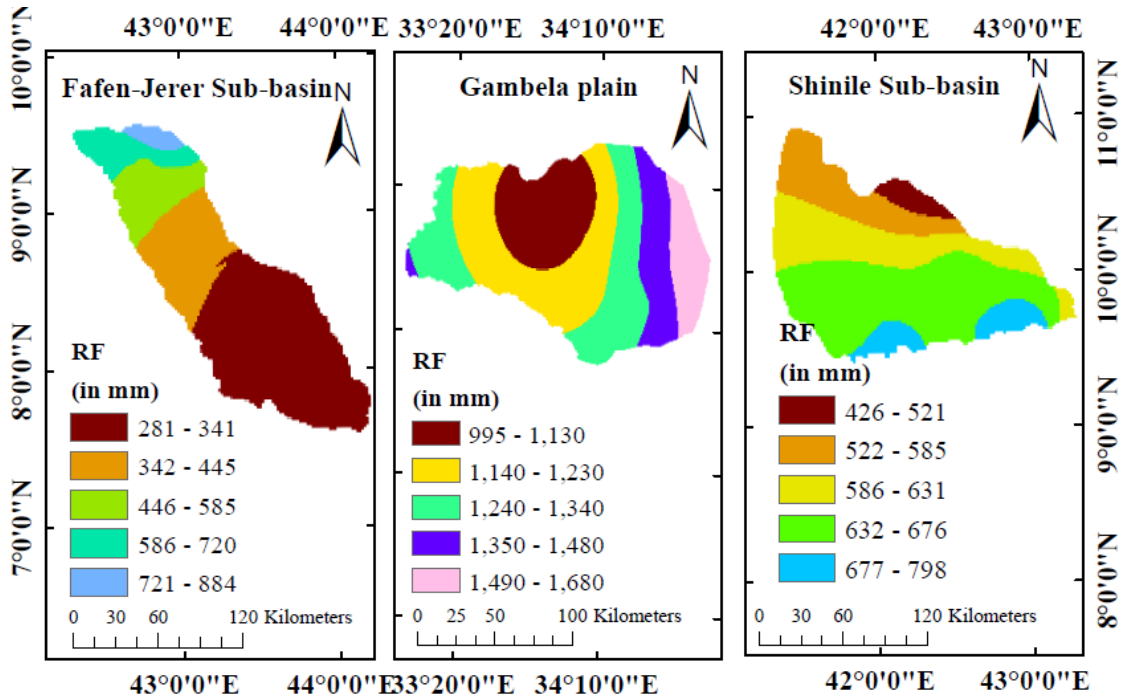 43°0'0"E 44°0'0"E 33°20'0"E 34°10'0"E 42°0'0"E 43°0'0"E
10°0'0"N
9°0'0"N
8°0'0"N
7°0'0"N
Fafen-Jerer Sub-basin
N
RF
(in mm)
281 - 341
342 - 445
446 - 585
586 - 720
721 - 884
0 30 60 120 Kilometers
Gambela plain
N
RF
(in mm)
995 - 1,130
1,140 - 1,230
1,240 - 1,340
1,350 - 1,480
1,490 - 1,680
0 25 50 100 Kilometers
Shinile Sub-basin
N
RF
(in mm)
426 - 521
522 - 585
586 - 631
632 - 676
677 - 798
0 30 60 120 Kilometers
11°0'0"N
10°0'0"N
9°0'0"N
8°0'0"N
43°0'0"E 44°0'0"E 33°20'0"E 34°10'0"E 42°0'0"E 43°0'0"E